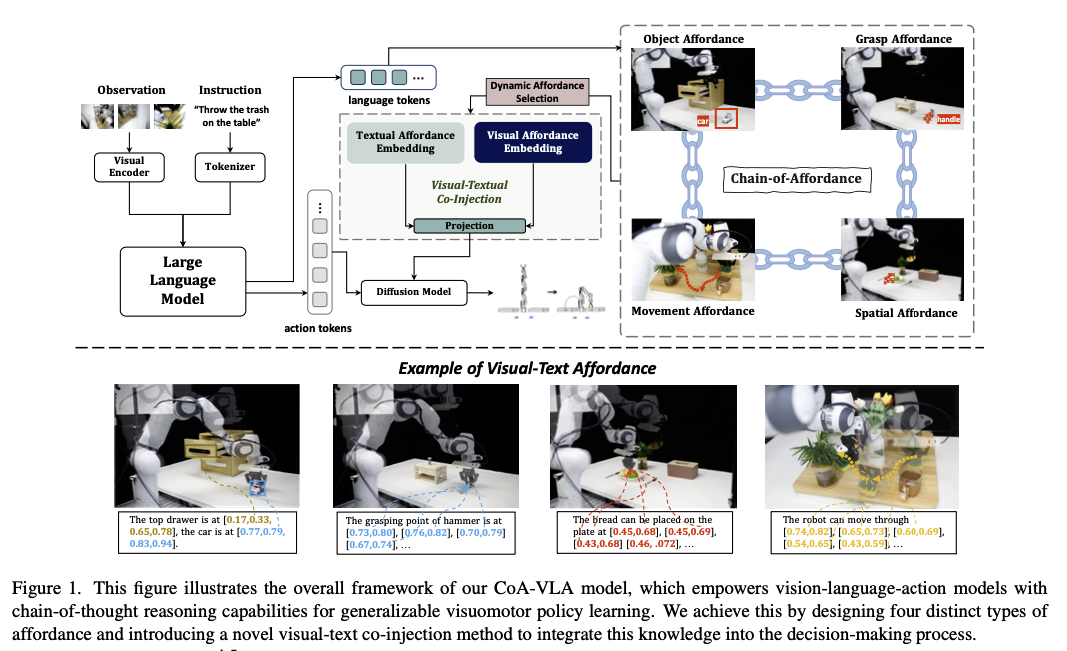 Observation
Instruction
"Throw the trash
on the table"
Visual
Encoder
Tokenizer
Large
Language
Model
language tokens
action tokens
Dynamic Affordance
Selection
Textual Affordance
Embedding
Visual Affordance
Embedding
Visual-Textual
Co-Injection
Projection
Diffusion Model
Object Affordance
Grasp Affordance
car
handle
Chain-of-Affordance
Movement Affordance
Spatial Affordance
Example of Visual-Text Affordance
The top drawer is at [0.17,0.33,
0.65,0.78], the car is at [0.77,0.79,
0.83,0.94].
The grasping point of hammer is at
[0.73,0.80], [0.76,0.82], [0.70,0.79]
[0.67,0.74], ...
The bread can be placed on the
plate at [0.45,0.68], [0.45,0.69],
[0.43,0.68] [0.46, .072], ...
The robot can move through
[0.74,0.82], [0.65,0.73], [0.60,0.69],
[0.54,0.65], [0.43,0.59], ...
Figure 1. This figure illustrates the overall framework of our CoA-VLA model, which empowers vision-language-action models with
chain-of-thought reasoning capabilities for generalizable visuomotor policy learning. We achieve this by designing four distinct types of
affordance and introducing a novel visual-text co-injection method to integrate this knowledge into the decision-making process.